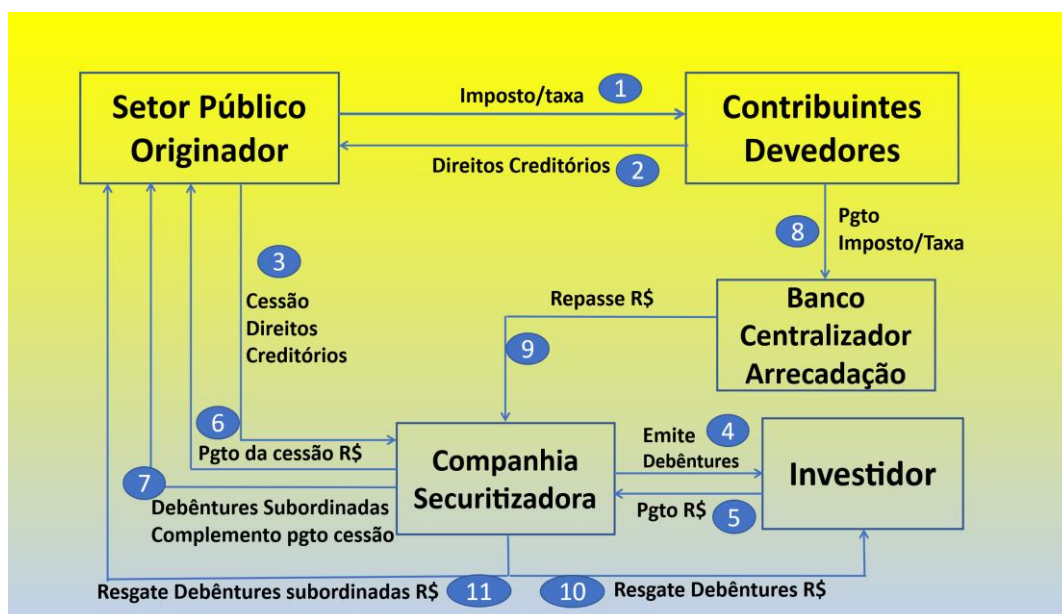 Setor Público
Originador
Imposto/taxa
1
Contribuintes
Devedores
Direitos Creditórios
2
3
Cessão
Direitos
Creditórios
8
Pgto
Imposto/Taxa
Repasse R$
9
Banco
Centralizador
Arrecadação
6
Pgto da cessão R$
7
Debêntures Subordinadas
Complemento pgto cessão
Companhia
Securitizadora
Emite
4
Debêntures
Pgto R$
5
Investidor
Resgate Debêntures subordinadas R$
11
10
Resgate Debêntures R$